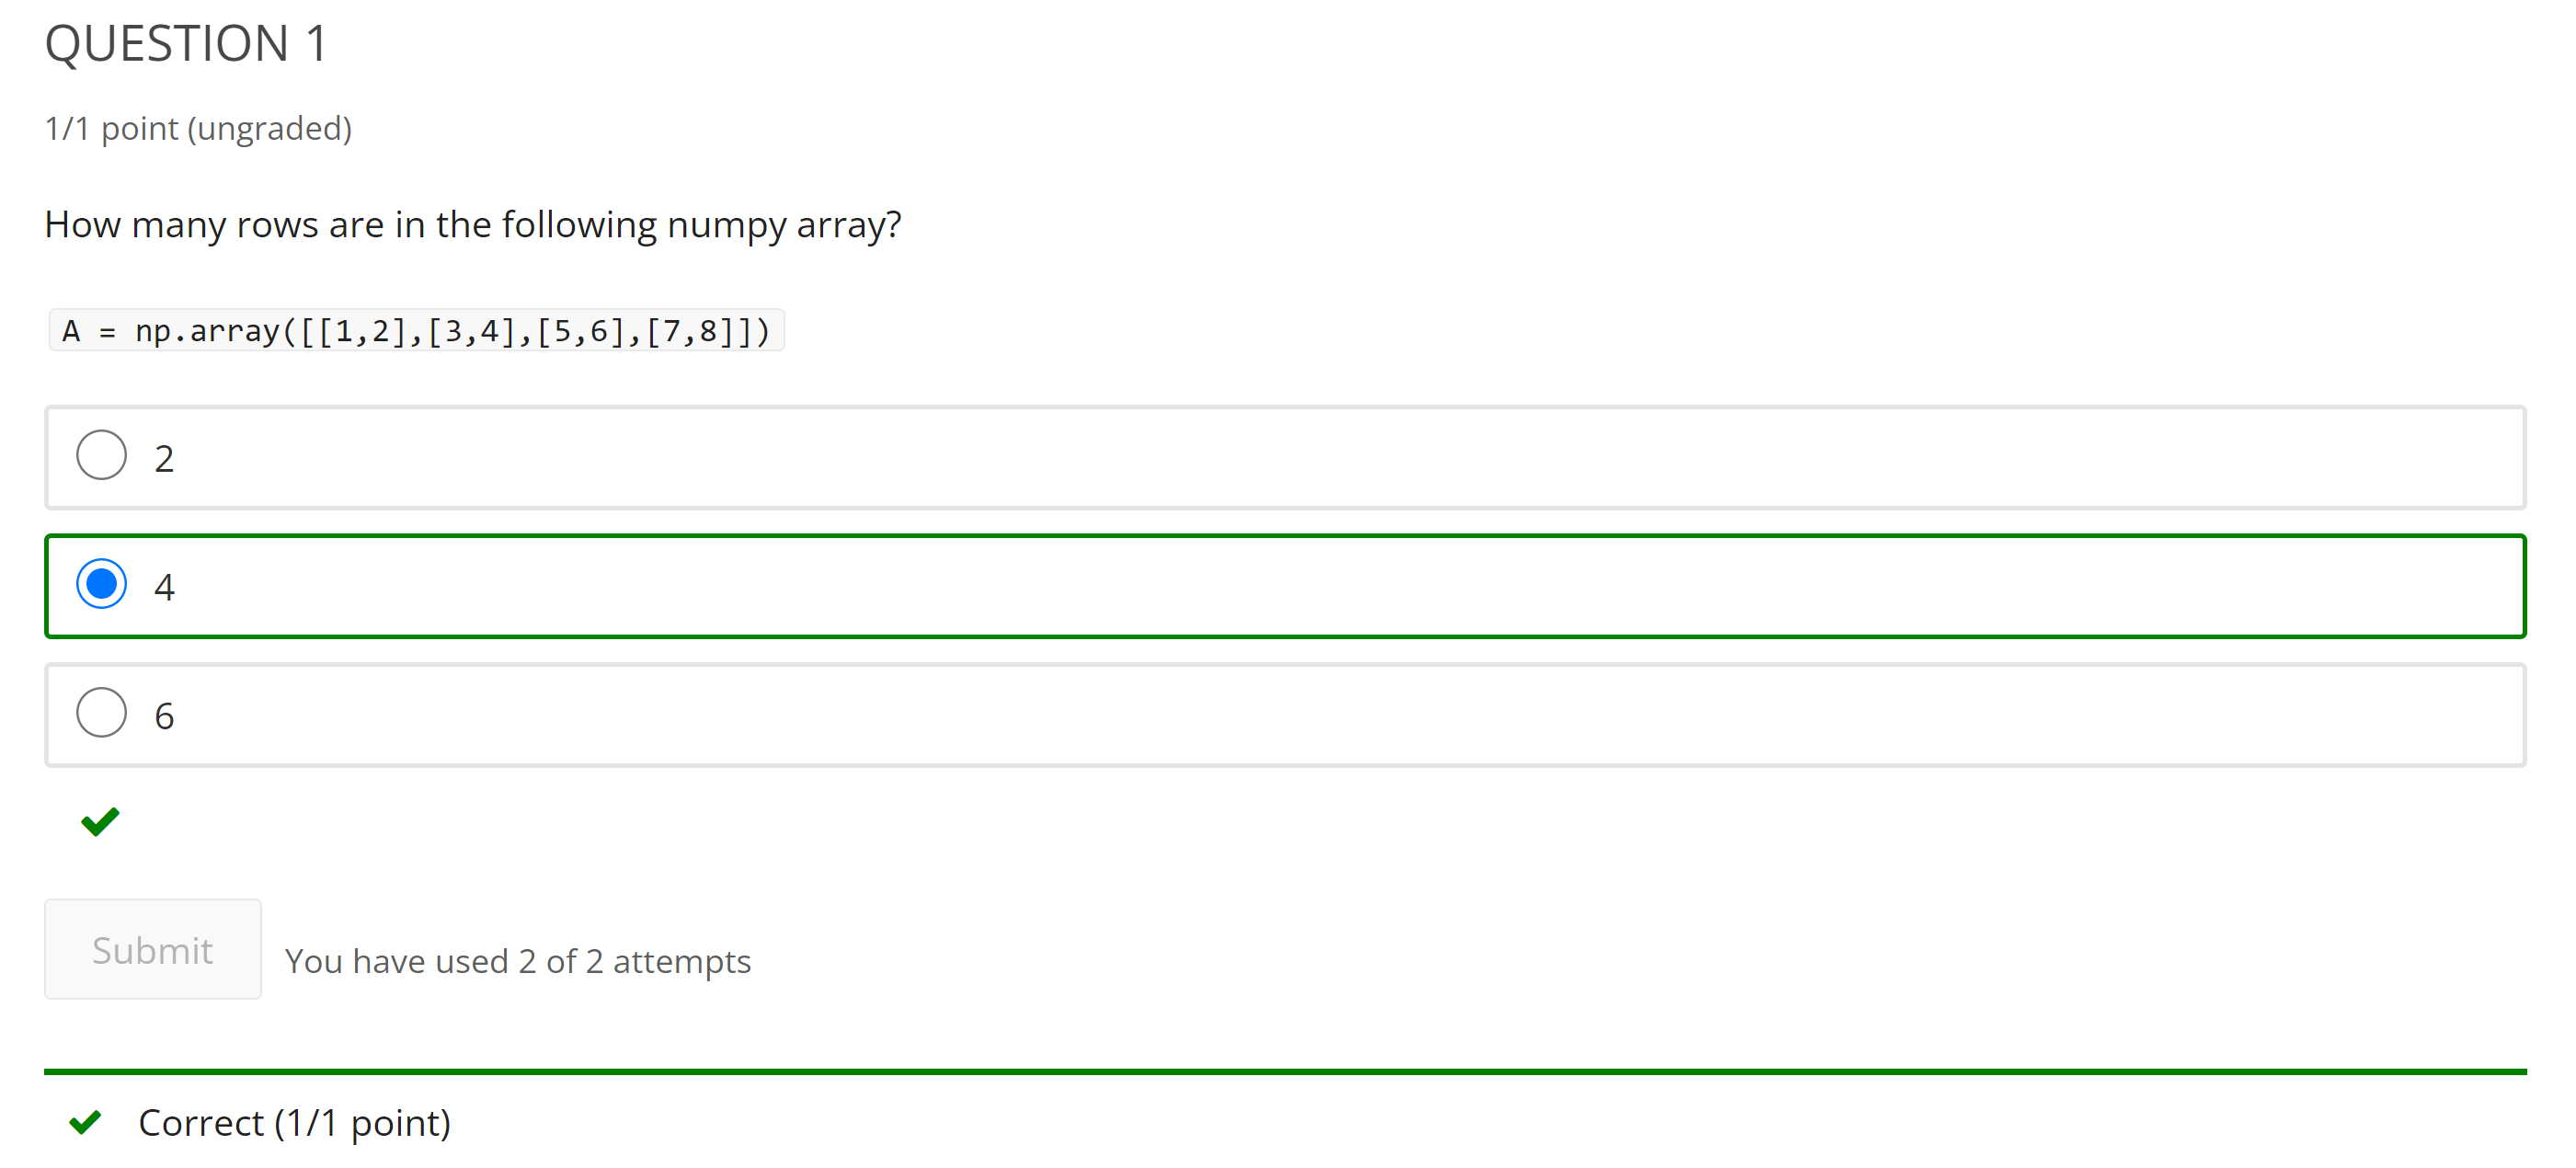 QUESTION 1
1/1 point (ungraded)
How many rows are in the following numpy array?
A = np.array([[1,2],[3,4],[5,6],[7,8]])
2
4
6
Submit
You have used 2 of 2 attempts
Correct (1/1 point)